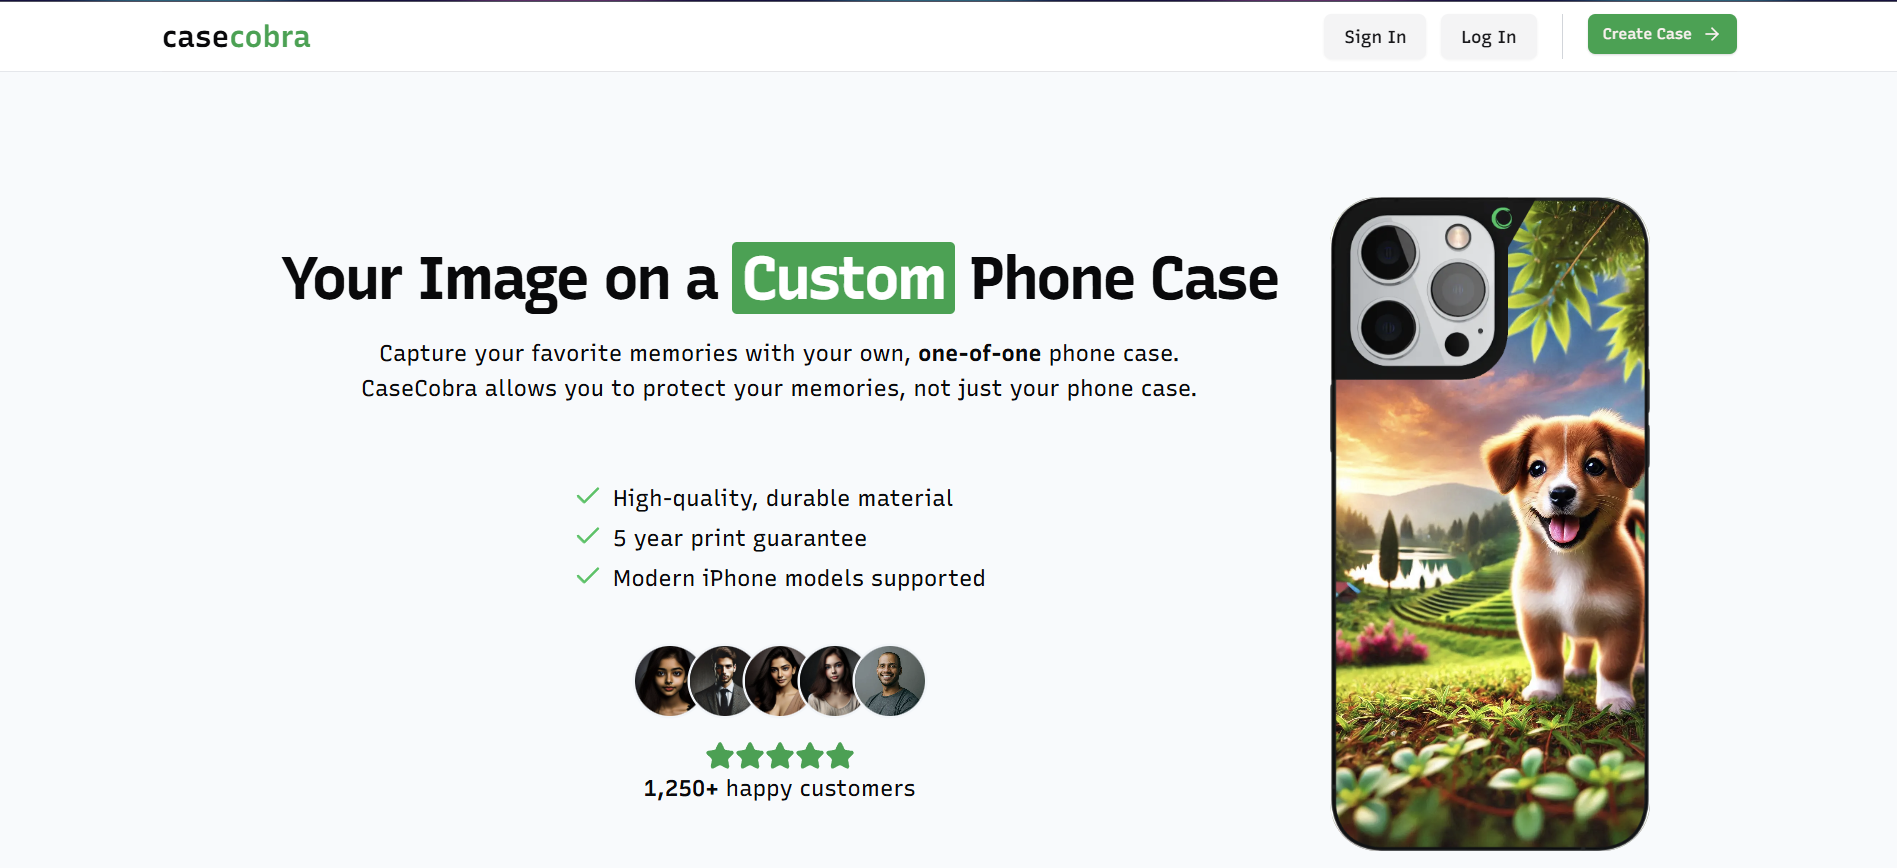 casecobra
Sign In
Log In
Create Case
Your Image on a Custom Phone Case
Capture your favorite memories with your own, one-of-one phone case.
CaseCobra allows you to protect your memories, not just your phone case.
High-quality, durable material
5 year print guarantee
Modern iPhone models supported
1,250+ happy customers